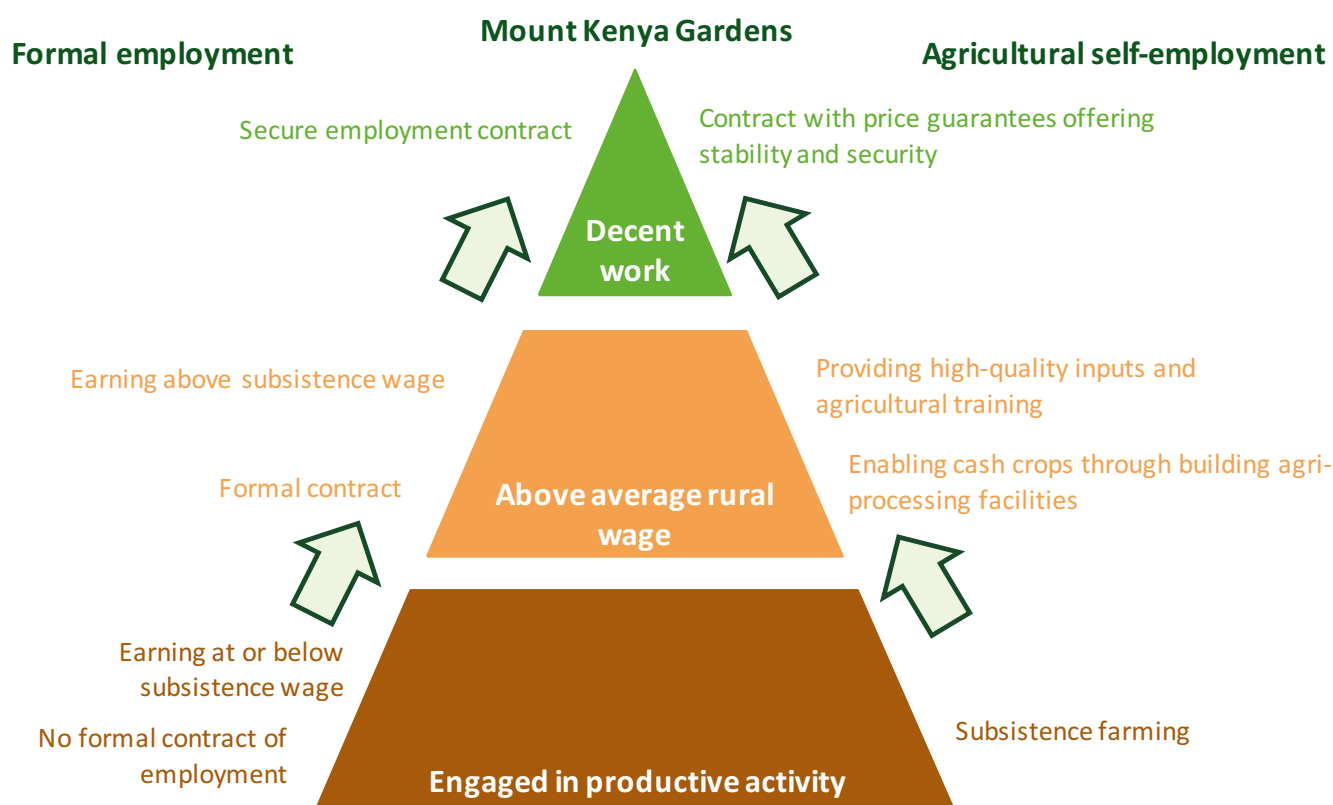 Mount Kenya Gardens
Formal employment
Agricultural self-employment
Secure employment contract
Contract with price guarantees offering
stability and security
Decent
work
Earning above subsistence wage
Providing high-quality inputs and
agricultural training
Formal contract
Enabling cash crops through building agri-
processing facilities
Above average rural
wage
Earning at or below
subsistence wage
No formal contract of
employment
Subsistence farming
Engaged in productive activity